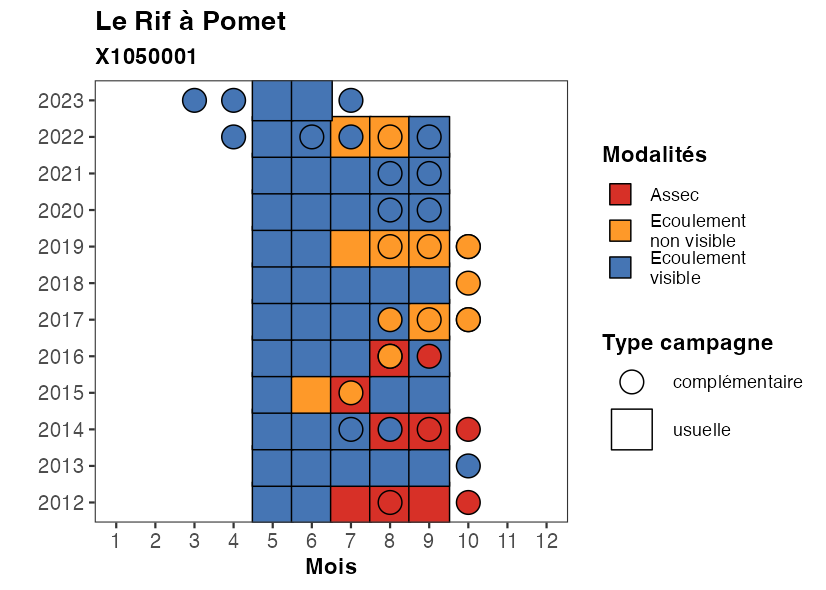 Le Rif à Pomet
X1050001
2023
2022
2021
2020
2019
2018
2017
2016
2015
2014
2013
2012
1 2 3 4 5 6 7 8 9 10 11 12
Mois
Modalités
Assec
Ecoulement
non visible
Ecoulement
visible
Type campagne
complémentaire
usuelle